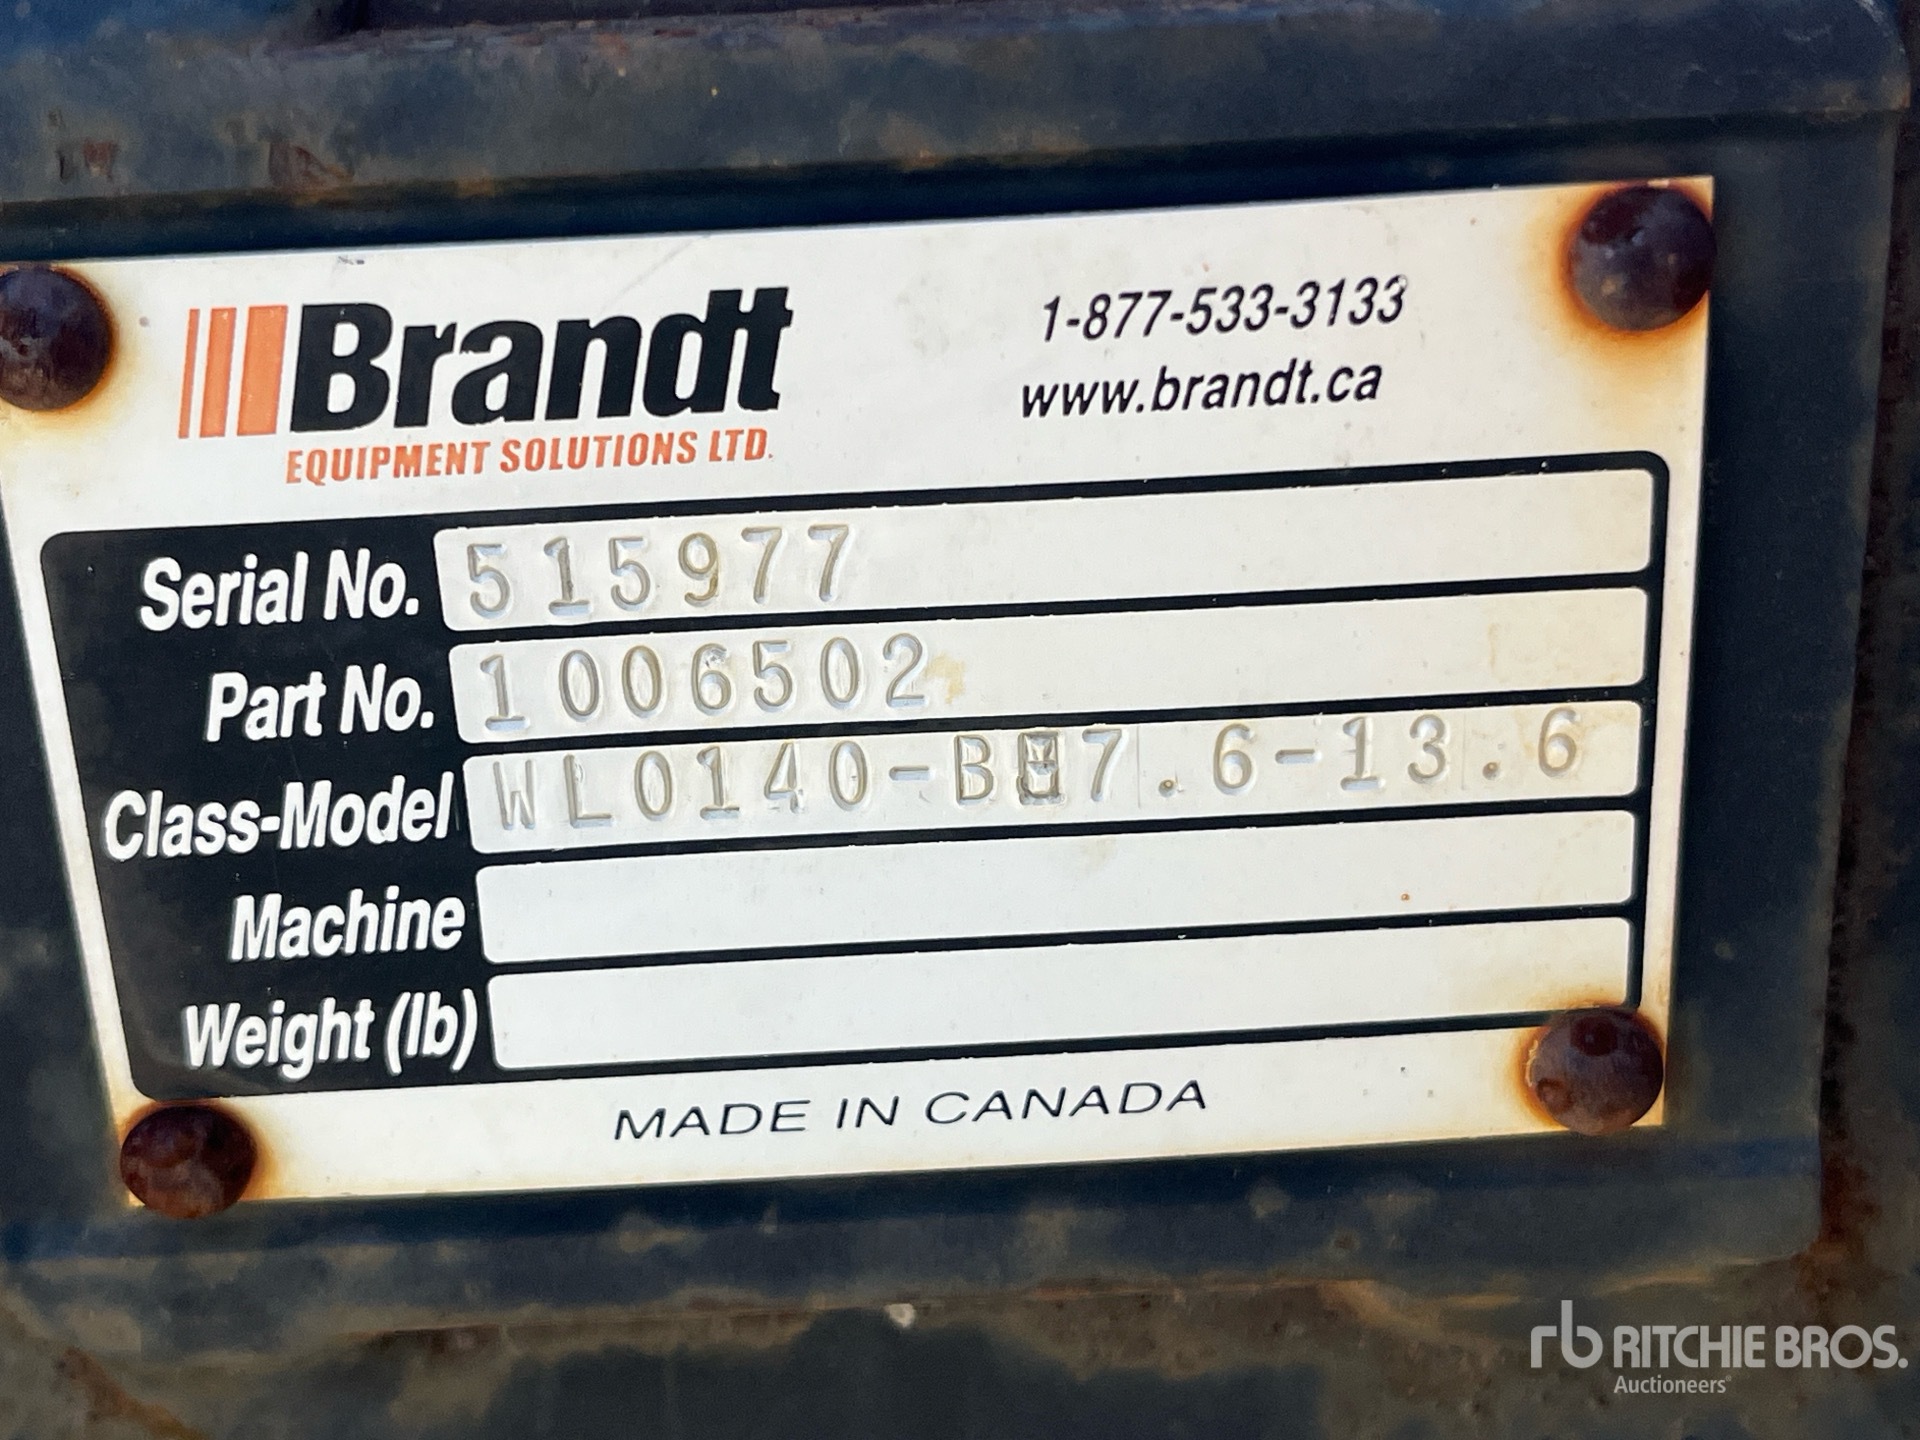 Brandt
EQUIPMENT SOLUTIONS LTD.
1-877-533-3133
www.brandt.ca
Serial No. 515977
Part No. 1006502
Class-Model
Machine
Weight (lb)
MADE IN CANADA
rb RITCHIE BROS.
Auctioneers